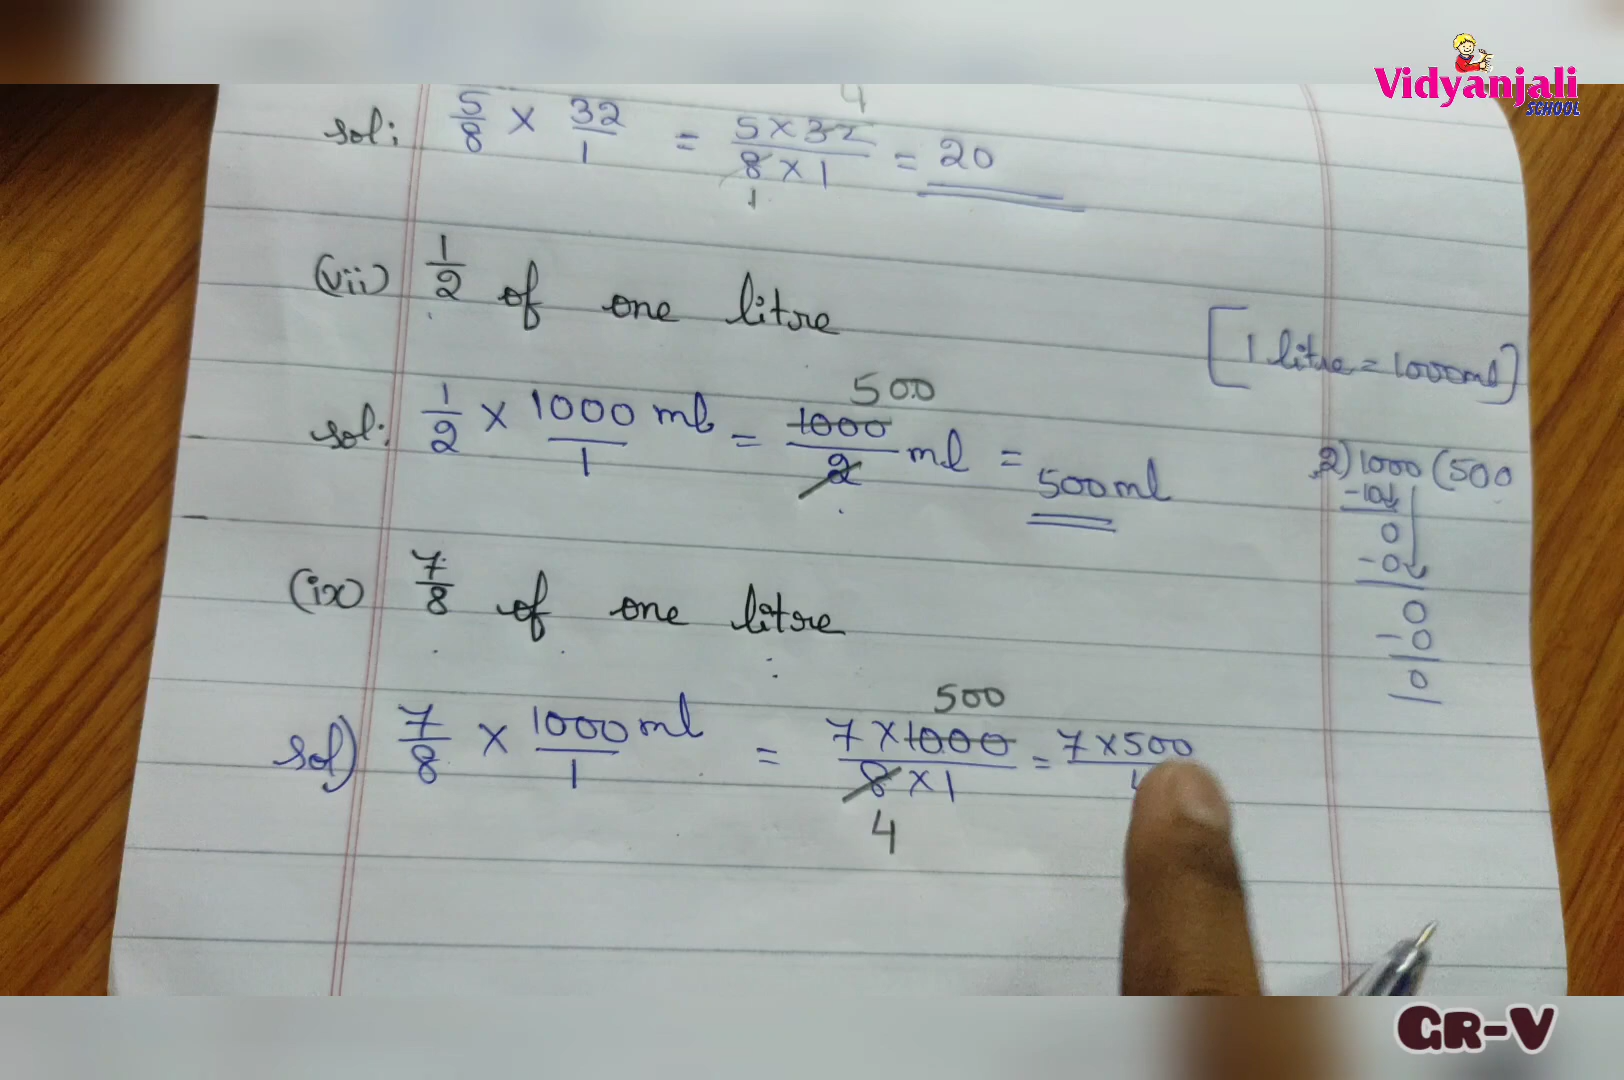 Vidyanjali
SCHOOL
4
sol: 5/8 × 32/1 = 5×32/8×1 = 20
1
(vii) 1/2 of one litre
[1 litre = 1000ml]
500
sol: 1/2 × 1000 ml/1 = 1000/2 ml = 500ml
2)1000(500
-10
0
-0
0
-0
0
(ix) 7/8 of one litre
500
sol) 7/8 × 1000 ml/1 = 7×1000/8×1 = 7×500
4
GR-V